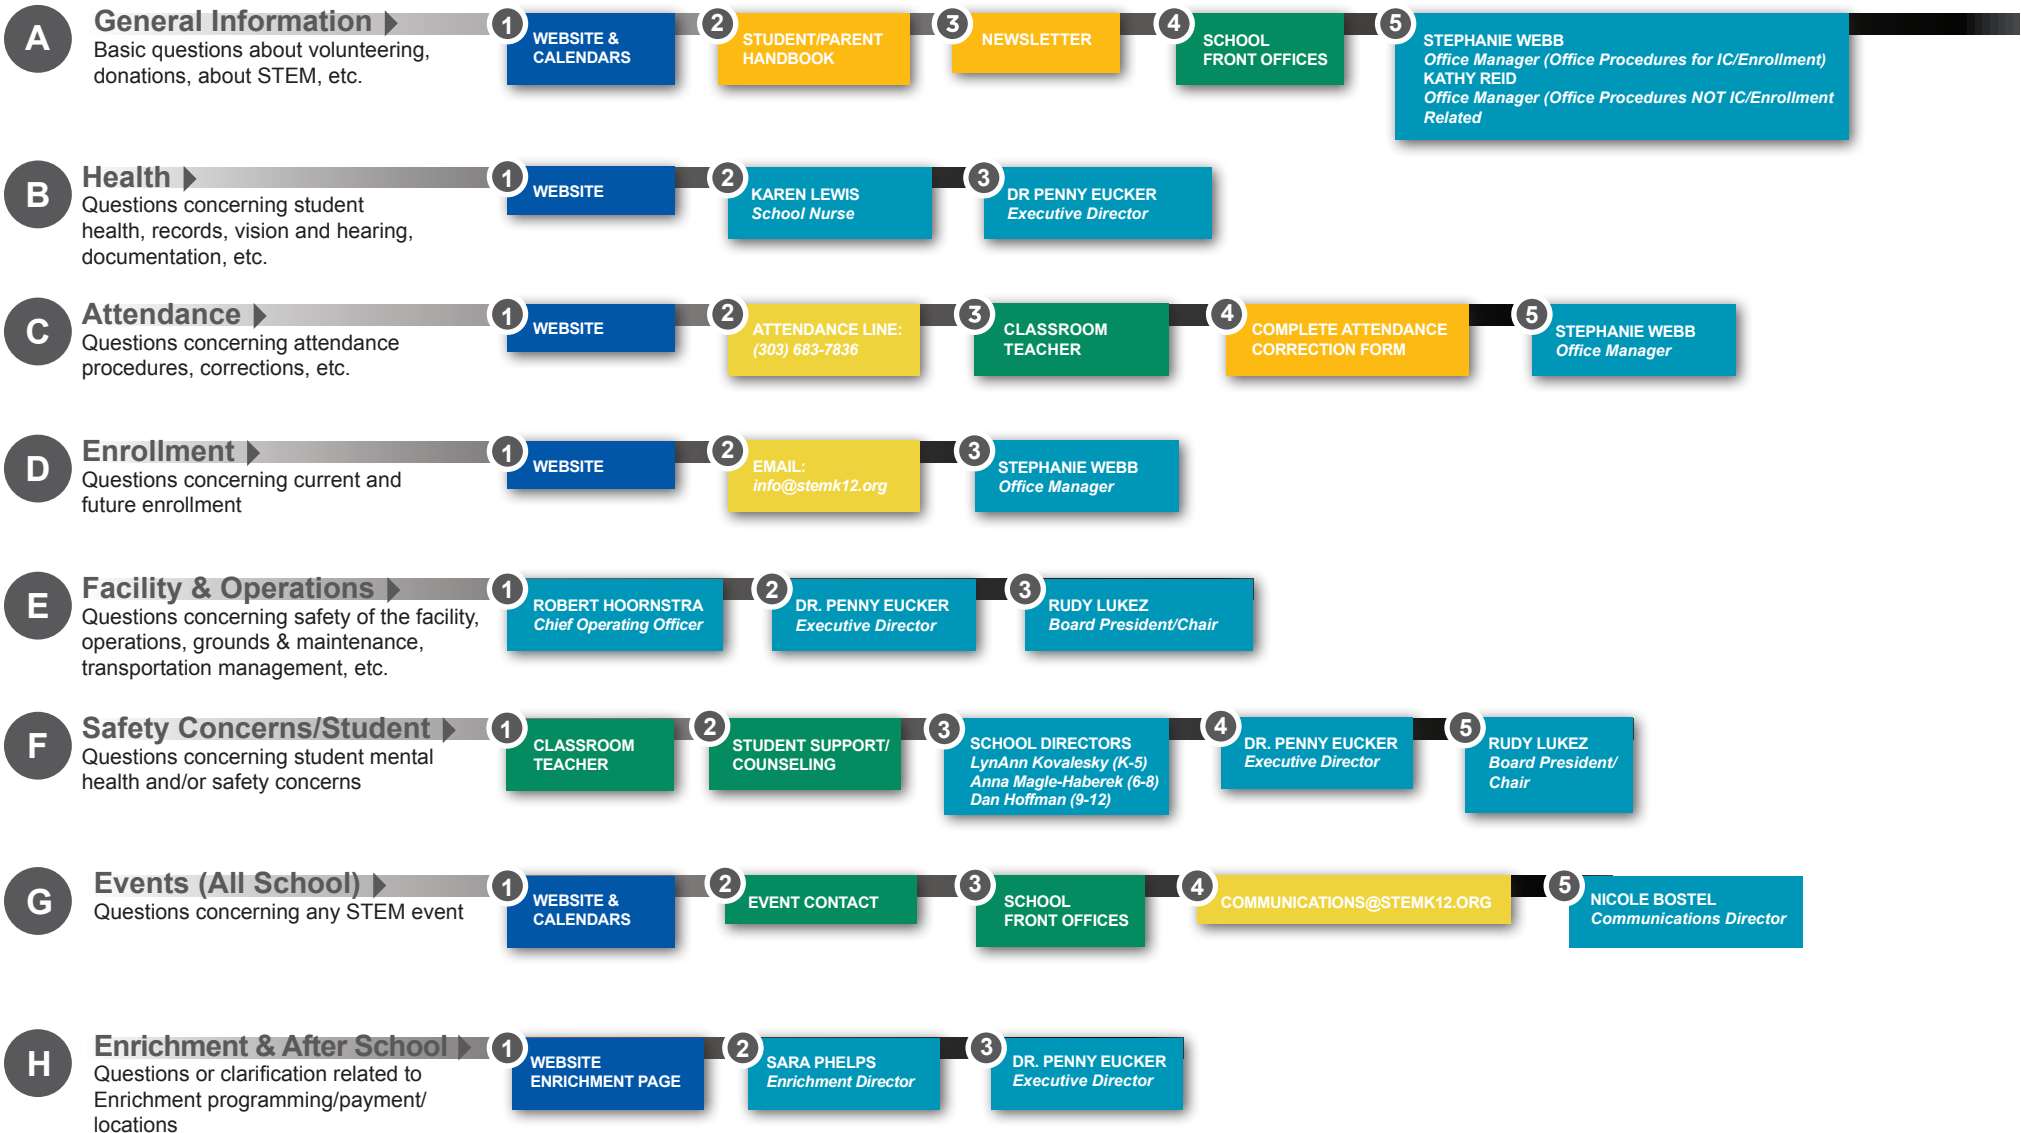 A
General Information
Basic questions about volunteering,
donations, about STEM, etc.
1
WEBSITE &
CALENDARS
2
STUDENT/PARENT
HANDBOOK
3
NEWSLETTER
4
SCHOOL
FRONT OFFICES
5
STEPHANIE WEBB
Office Manager (Office Procedures for IC/Enrollment)
KATHY REID
Office Manager (Office Procedures NOT IC/Enrollment
Related
B
Health
Questions concerning student
health, records, vision and hearing,
documentation, etc.
1
WEBSITE
2
KAREN LEWIS
School Nurse
3
DR PENNY EUCKER
Executive Director
C
Attendance
Questions concerning attendance
procedures, corrections, etc.
1
WEBSITE
2
ATTENDANCE LINE:
(303) 683-7836
3
CLASSROOM
TEACHER
4
COMPLETE ATTENDANCE
CORRECTION FORM
5
STEPHANIE WEBB
Office Manager
D
Enrollment
Questions concerning current and
future enrollment
1
WEBSITE
2
EMAIL:
info@stemk12.org
3
STEPHANIE WEBB
Office Manager
E
Facility & Operations
Questions concerning safety of the facility,
operations, grounds & maintenance,
transportation management, etc.
1
ROBERT HOORNSTRA
Chief Operating Officer
2
DR. PENNY EUCKER
Executive Director
3
RUDY LUKEZ
Board President/Chair
F
Safety Concerns/Student
Questions concerning student mental
health and/or safety concerns
1
CLASSROOM
TEACHER
2
STUDENT SUPPORT/
COUNSELING
3
SCHOOL DIRECTORS
LynAnn Kovalesky (K-5)
Anna Magle-Haberek (6-8)
Dan Hoffman (9-12)
4
DR. PENNY EUCKER
Executive Director
5
RUDY LUKEZ
Board President/
Chair
G
Events (All School)
Questions concerning any STEM event
1
WEBSITE &
CALENDARS
2
EVENT CONTACT
3
SCHOOL
FRONT OFFICES
4
COMMUNICATIONS@STEMK12.ORG
5
NICOLE BOSTEL
Communications Director
H
Enrichment & After School
Questions or clarification related to
Enrichment programming/payment/
locations
1
WEBSITE
ENRICHMENT PAGE
2
SARA PHELPS
Enrichment Director
3
DR. PENNY EUCKER
Executive Director